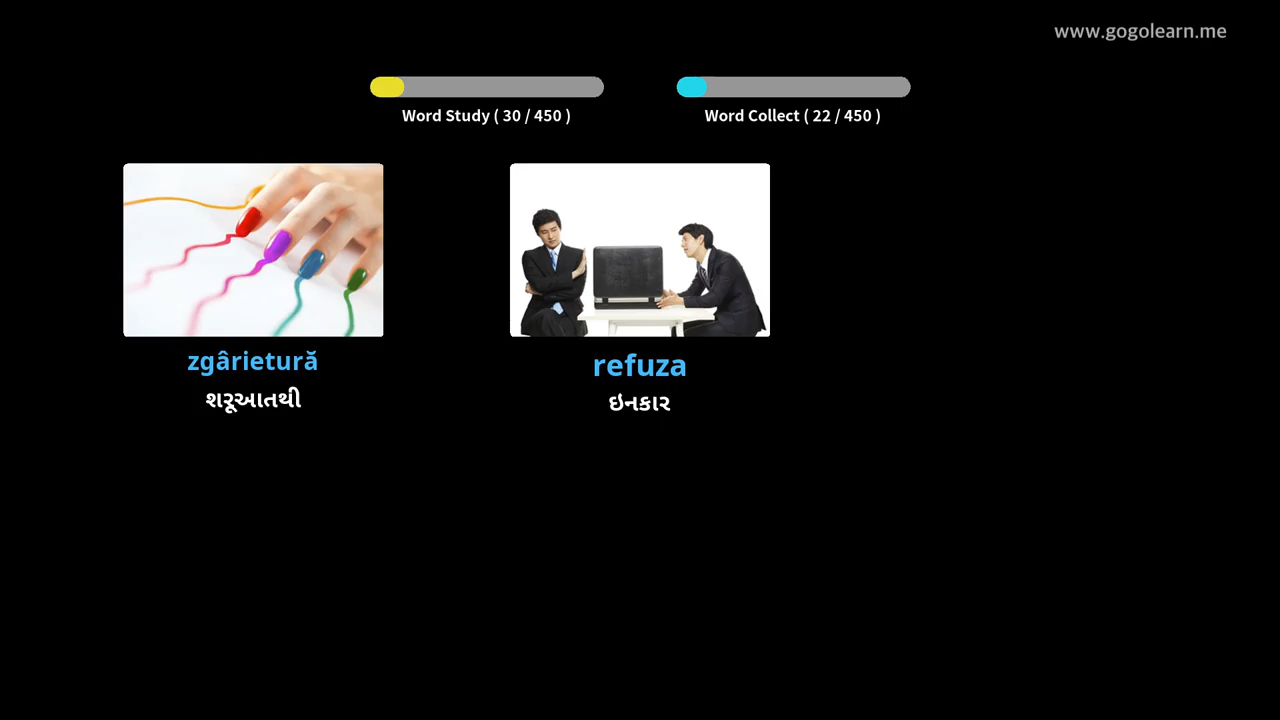 www.gogolearn.me
Word Study ( 30 / 450 )
Word Collect ( 22 / 450 )
zgârietură
શરૂઆતથી
refuza
ઇનકાર